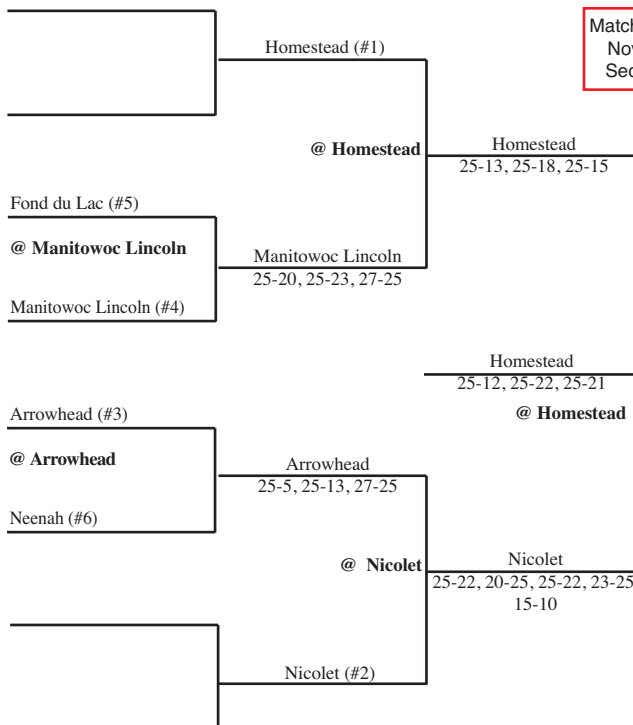 Homestead (#1)
Match
Nov
Sec
@ Homestead
Homestead
25-13, 25-18, 25-15
Fond du Lac (#5)
@ Manitowoc Lincoln
Manitowoc Lincoln
25-20, 25-23, 27-25
Manitowoc Lincoln (#4)
Homestead
25-12, 25-22, 25-21
@ Homestead
Arrowhead (#3)
@ Arrowhead
Arrowhead
25-5, 25-13, 27-25
Neenah (#6)
@ Nicolet
Nicolet
25-22, 20-25, 25-22, 23-25
15-10
Nicolet (#2)